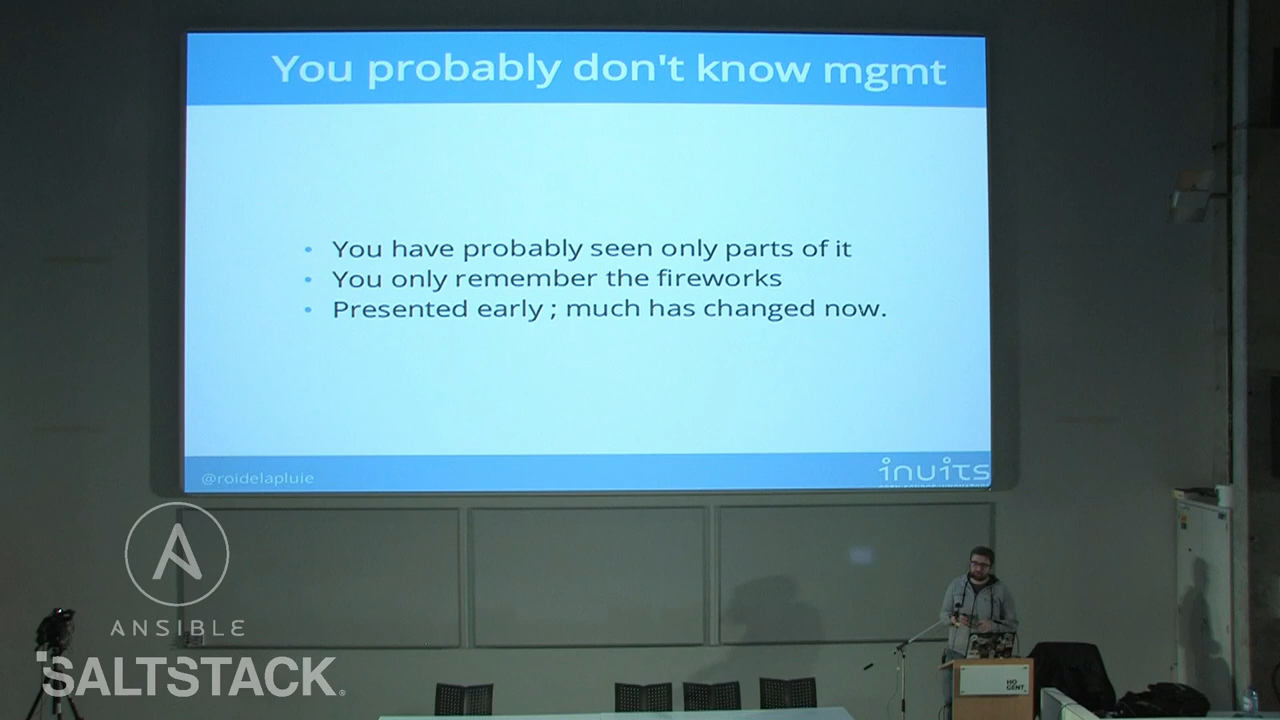 You probably don't know mgmt
You have probably seen only parts of it
You only remember the fireworks
Presented early ; much has changed now.
@roidelapluie
inuits
ANSIBLE
SALTSTACK
HO
GENT